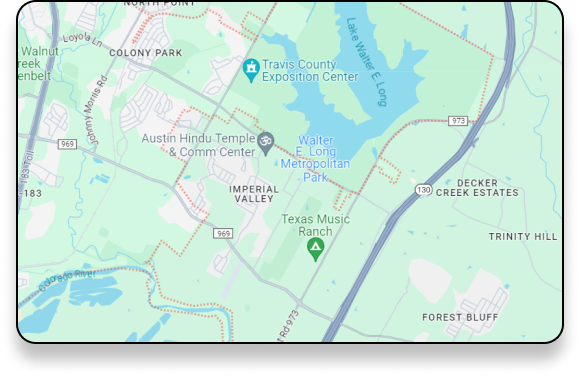 NORTH POINT
Loyola Ln
Walnut
reek
enbelt
COLONY PARK
Lake Walter E. Long
Travis County
Exposition Center
Johnny Morris Rd
973
969
Austin Hindu Temple
& Comm Center
Walter
E. Long
Metropolitan
Park
183 Toll
183
IMPERIAL
VALLEY
130
DECKER
CREEK ESTATES
Texas Music
Ranch
969
TRINITY HILL
Colorado River
FOREST BLUFF
Rd 973